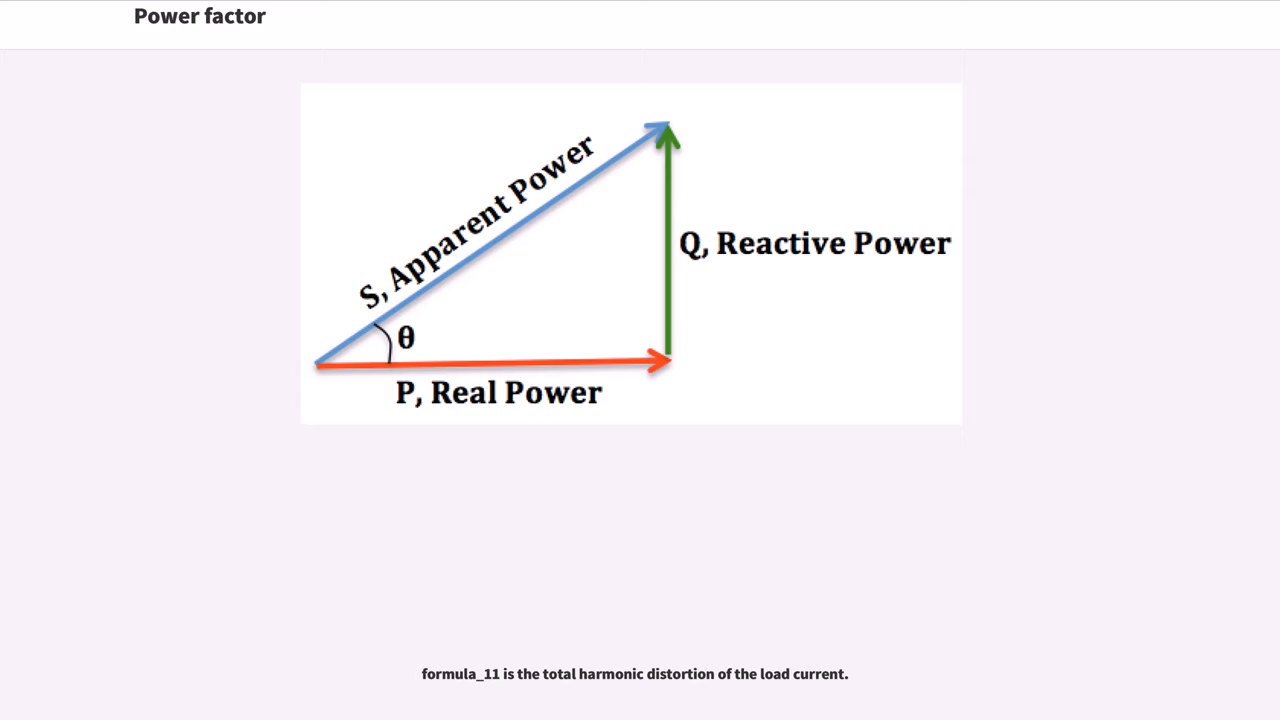 Power factor
S, Apparent Power
Q, Reactive Power
θ
P, Real Power
formula_11 is the total harmonic distortion of the load current.